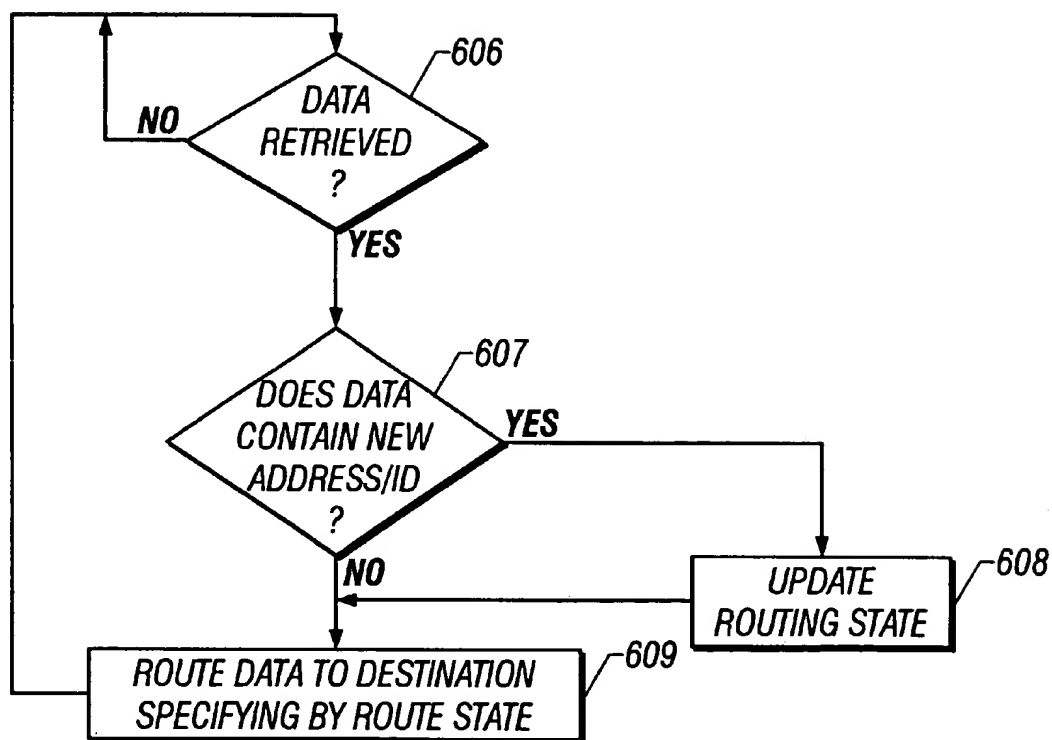 606
DATA
RETRIEVED
?
NO
YES
607
DOES DATA
CONTAIN NEW
ADDRESS/ID
?
YES
NO
608
UPDATE
ROUTING STATE
609
ROUTE DATA TO DESTINATION
SPECIFYING BY ROUTE STATE